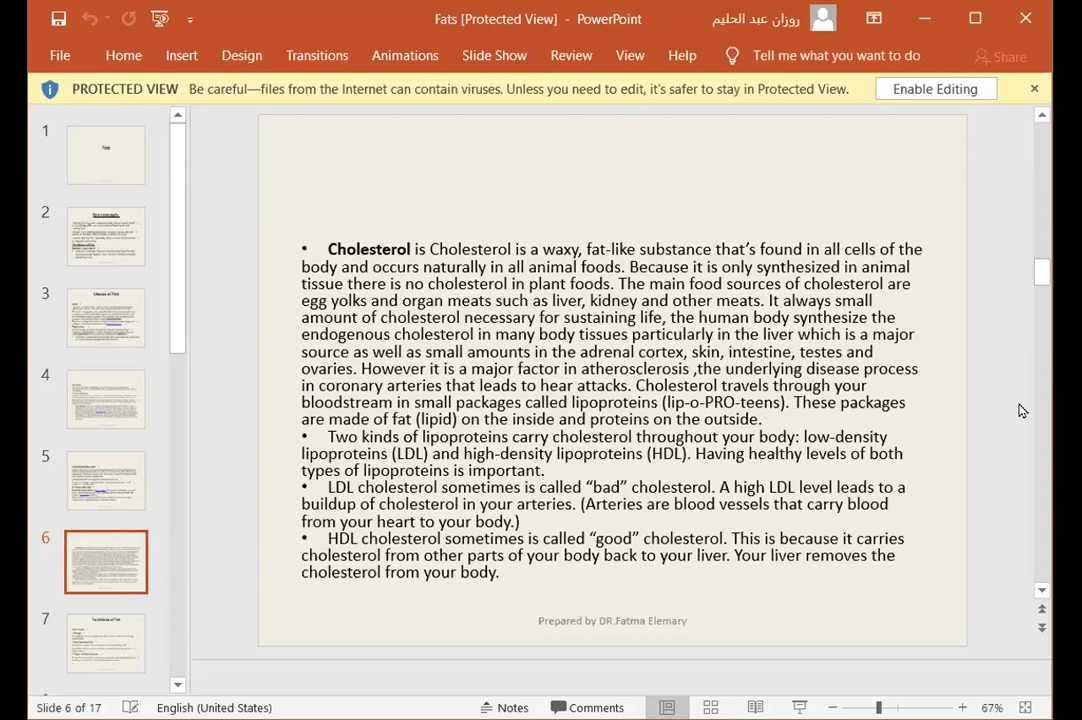 Fats [Protected View] - PowerPoint
روزان عبد الحليم
File Home Insert Design Transitions Animations Slide Show Review View Help Tell me what you want to do Share
PROTECTED VIEW Be careful—files from the Internet can contain viruses. Unless you need to edit, it's safer to stay in Protected View. Enable Editing
1
Fats
2
3
4
5
6
7
Functions of Fat
• Cholesterol is Cholesterol is a waxy, fat-like substance that's found in all cells of the
body and occurs naturally in all animal foods. Because it is only synthesized in animal
tissue there is no cholesterol in plant foods. The main food sources of cholesterol are
egg yolks and organ meats such as liver, kidney and other meats. It always small
amount of cholesterol necessary for sustaining life, the human body synthesize the
endogenous cholesterol in many body tissues particularly in the liver which is a major
source as well as small amounts in the adrenal cortex, skin, intestine, testes and
ovaries. However it is a major factor in atherosclerosis ,the underlying disease process
in coronary arteries that leads to hear attacks. Cholesterol travels through your
bloodstream in small packages called lipoproteins (lip-o-PRO-teens). These packages
are made of fat (lipid) on the inside and proteins on the outside.
• Two kinds of lipoproteins carry cholesterol throughout your body: low-density
lipoproteins (LDL) and high-density lipoproteins (HDL). Having healthy levels of both
types of lipoproteins is important.
• LDL cholesterol sometimes is called “bad” cholesterol. A high LDL level leads to a
buildup of cholesterol in your arteries. (Arteries are blood vessels that carry blood
from your heart to your body.)
• HDL cholesterol sometimes is called “good” cholesterol. This is because it carries
cholesterol from other parts of your body back to your liver. Your liver removes the
cholesterol from your body.
Prepared by DR.Fatma Elemary
Slide 6 of 17 English (United States) Notes Comments 67%